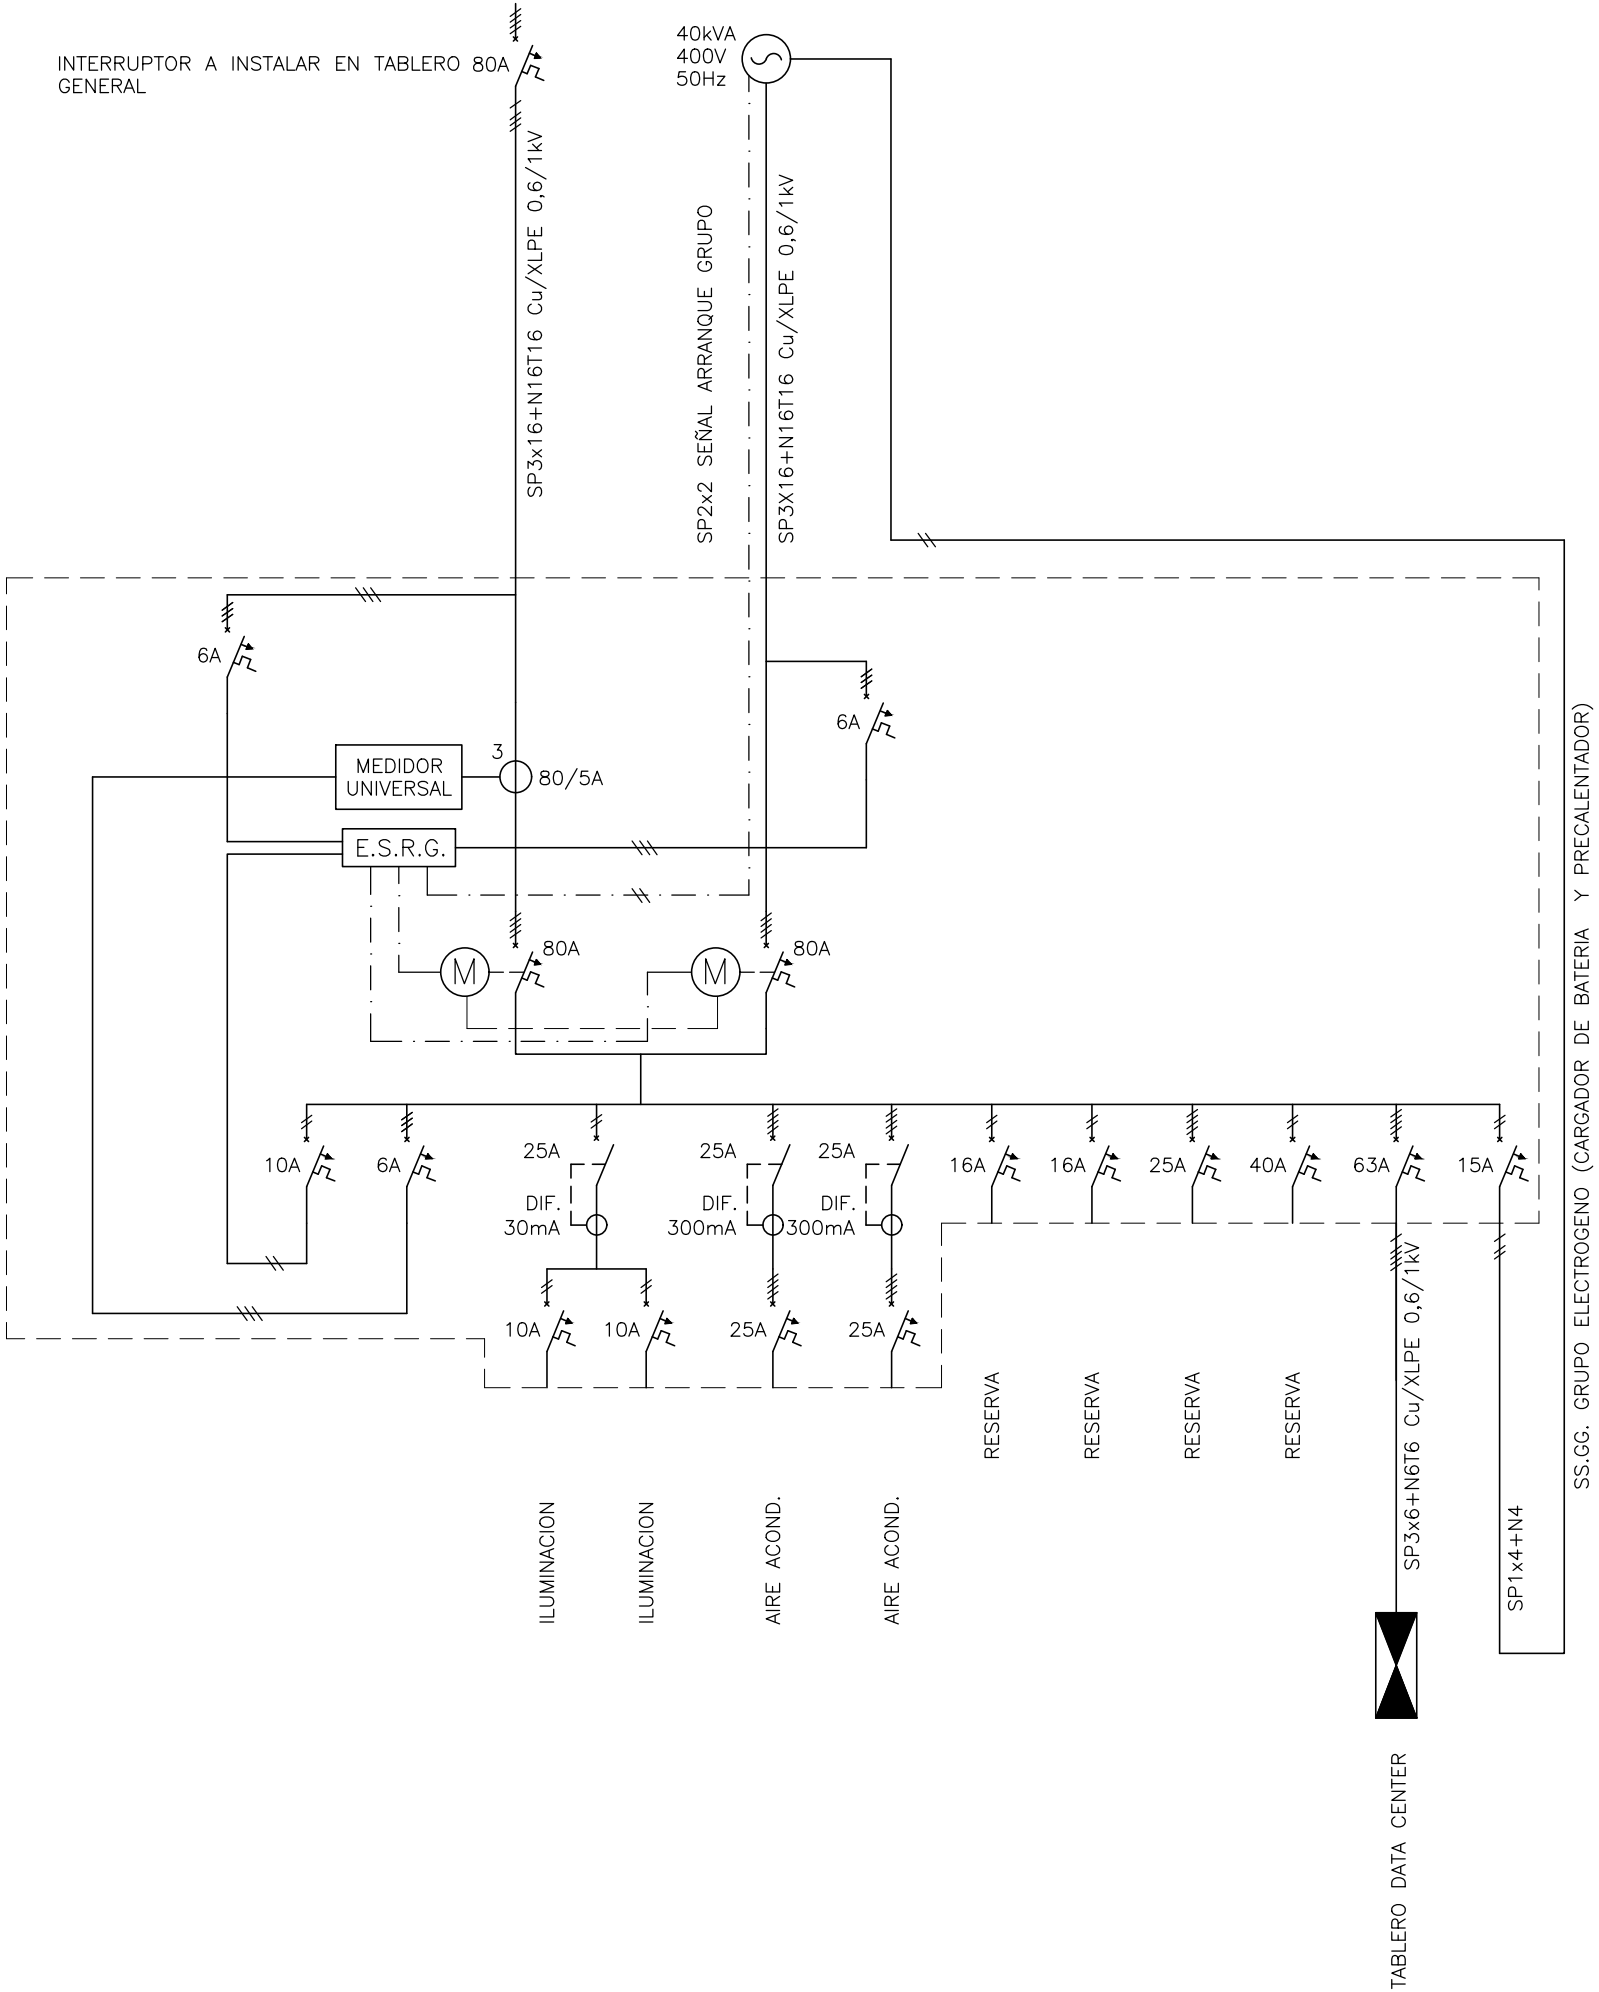 INTERRUPTOR A INSTALAR EN TABLERO 80A
GENERAL
40kVA
400V
50Hz
SP3x16+N16T16 Cu/XLPE 0,6/1kV
SP2x2 SEÑAL ARRANQUE GRUPO
SP3X16+N16T16 Cu/XLPE 0,6/1kV
6A
6A
MEDIDOR
UNIVERSAL
3
80/5A
E.S.R.G.
M
80A
M
80A
10A
6A
25A
DIF.
30mA
25A
DIF.
300mA
25A
DIF.
300mA
16A
16A
25A
40A
63A
15A
10A
10A
25A
25A
ILUMINACION
ILUMINACION
AIRE ACOND.
AIRE ACOND.
RESERVA
RESERVA
RESERVA
RESERVA
SP3x6+N6T6 Cu/XLPE 0,6/1kV
SP1x4+N4
SS.GG. GRUPO ELECTROGENO (CARGADOR DE BATERIA Y PRECALENTADOR)
TABLERO DATA CENTER